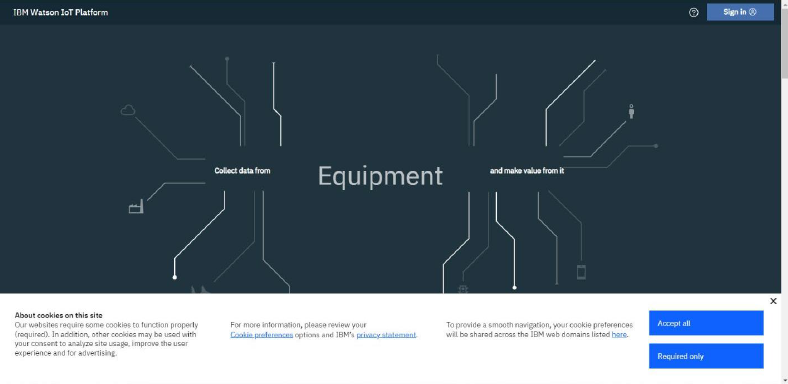 IBM Watson IoT Platform
Sign in
Collect data from
Equipment
and make value from it
About cookies on this site
Our websites require some cookies to function properly
(required). In addition, other cookies may be used with
your consent to analyze site usage, improve the user
experience and for advertising.
For more information, please review your
Cookie preferences options and IBM's privacy statement.
To provide a smooth navigation, your cookie preferences
will be shared across the IBM web domains listed here.
Accept all
Required only